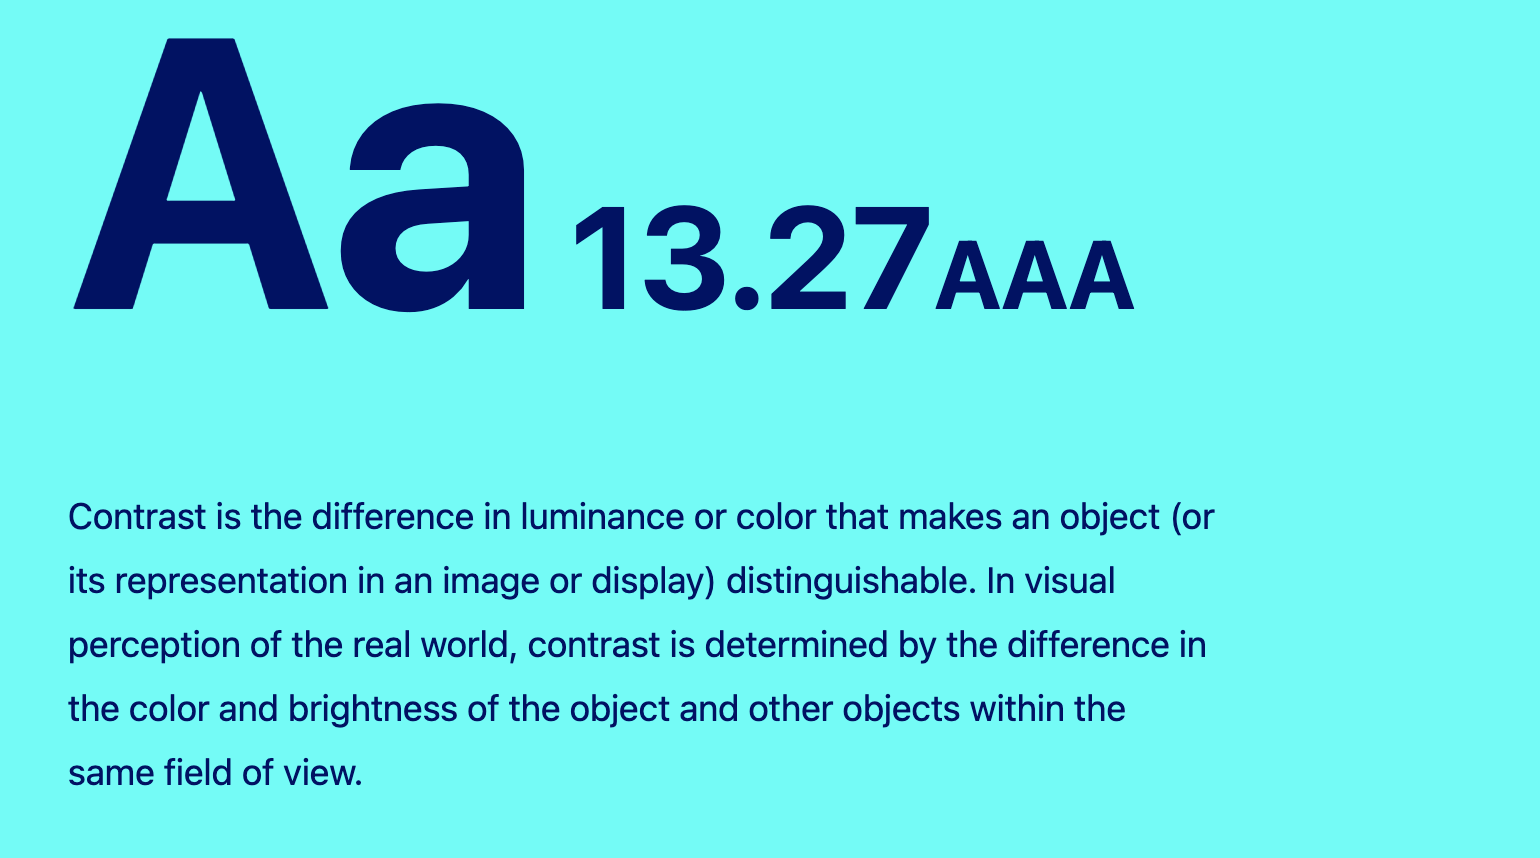 Aa 13.27AAA
Contrast is the difference in luminance or color that makes an object (or
its representation in an image or display) distinguishable. In visual
perception of the real world, contrast is determined by the difference in
the color and brightness of the object and other objects within the
same field of view.